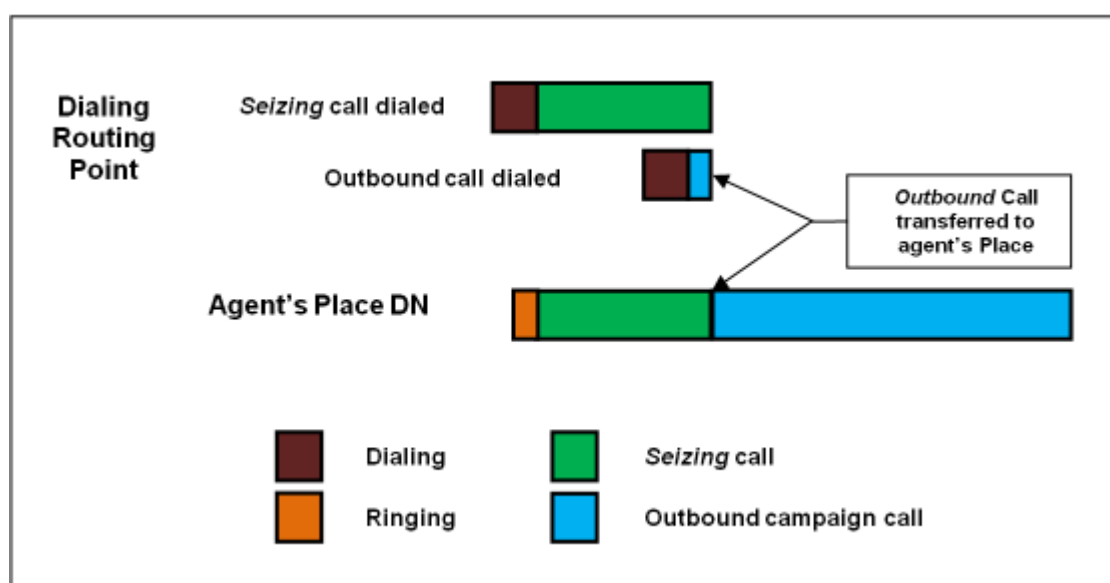 Dialing
Routing
Point
Seizing call dialed
Outbound call dialed
Outbound Call
transferred to
agent's Place
Agent's Place DN
Dialing
Seizing call
Ringing
Outbound campaign call